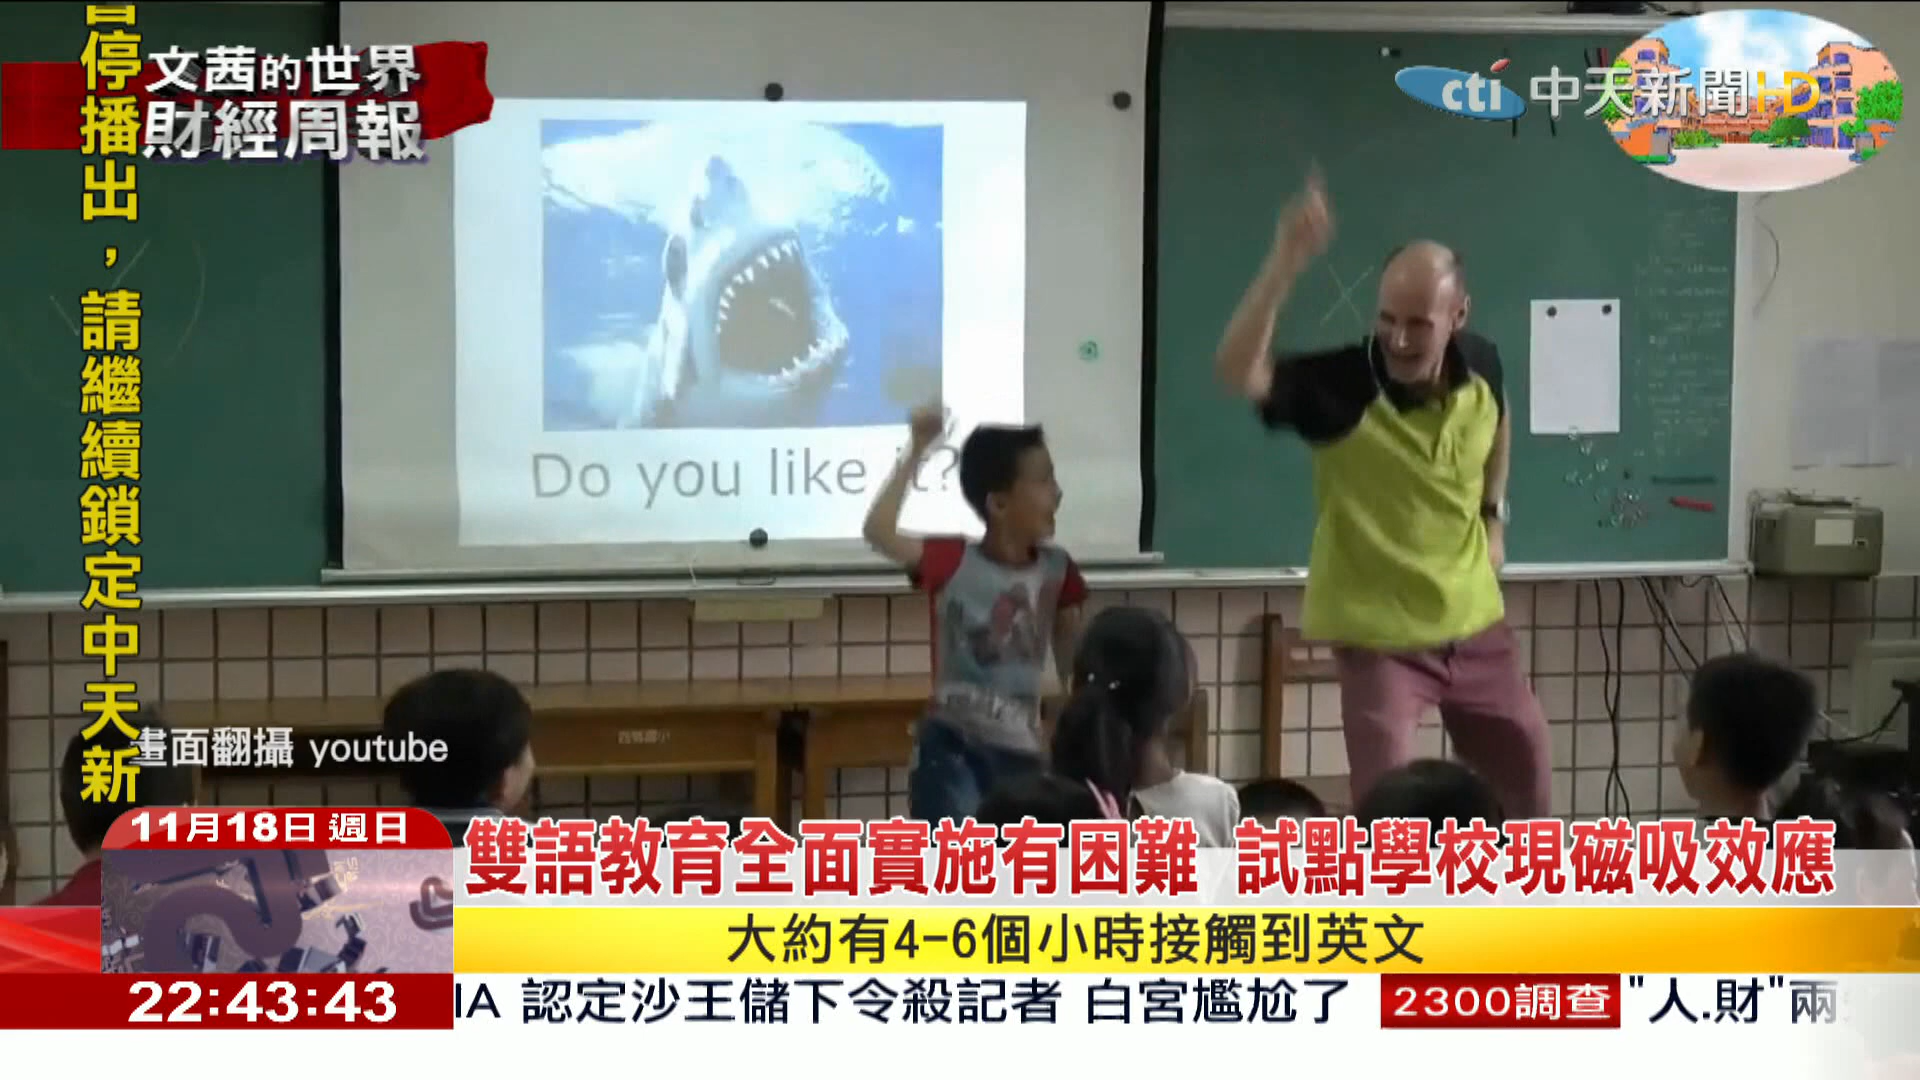 暫停播出，請繼續鎖定中天新
文茜的世界
財經周報
cti 中天新聞HD
Do you like it?
畫面翻攝 youtube
11月18日 週日
雙語教育全面實施有困難 試點學校現磁吸效應
大約有4-6個小時接觸到英文
22:43:43
IA 認定沙王儲下令殺記者 白宮尷尬了 2300調查 "人.財"兩